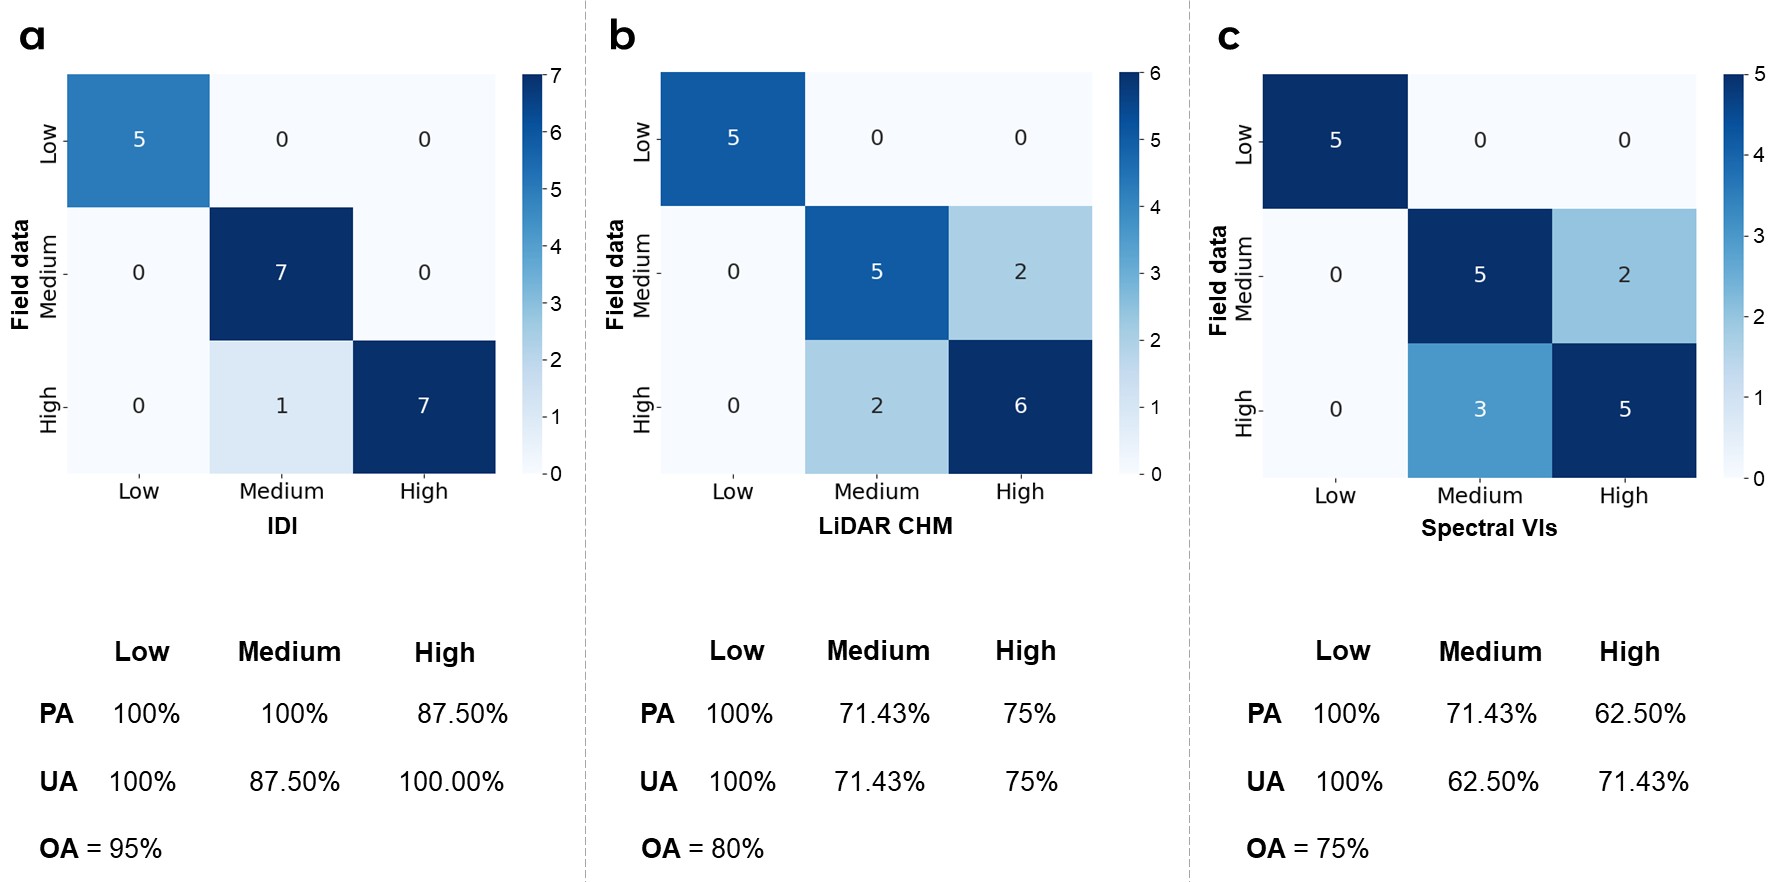 a
7
6
5
4
3
2
1
0
Field data
Low
Medium
High
5 0 0
0 7 0
0 1 7
Low Medium High
IDI
Low Medium High
PA 100% 100% 87.50%
UA 100% 87.50% 100.00%
OA = 95%
b
6
5
4
3
2
1
0
Field data
Low
Medium
High
5 0 0
0 5 2
0 2 6
Low Medium High
LiDAR CHM
Low Medium High
PA 100% 71.43% 75%
UA 100% 71.43% 75%
OA = 80%
c
5
4
3
2
1
0
Field data
Low
Medium
High
5 0 0
0 5 2
0 3 5
Low Medium High
Spectral VIs
Low Medium High
PA 100% 71.43% 62.50%
UA 100% 62.50% 71.43%
OA = 75%